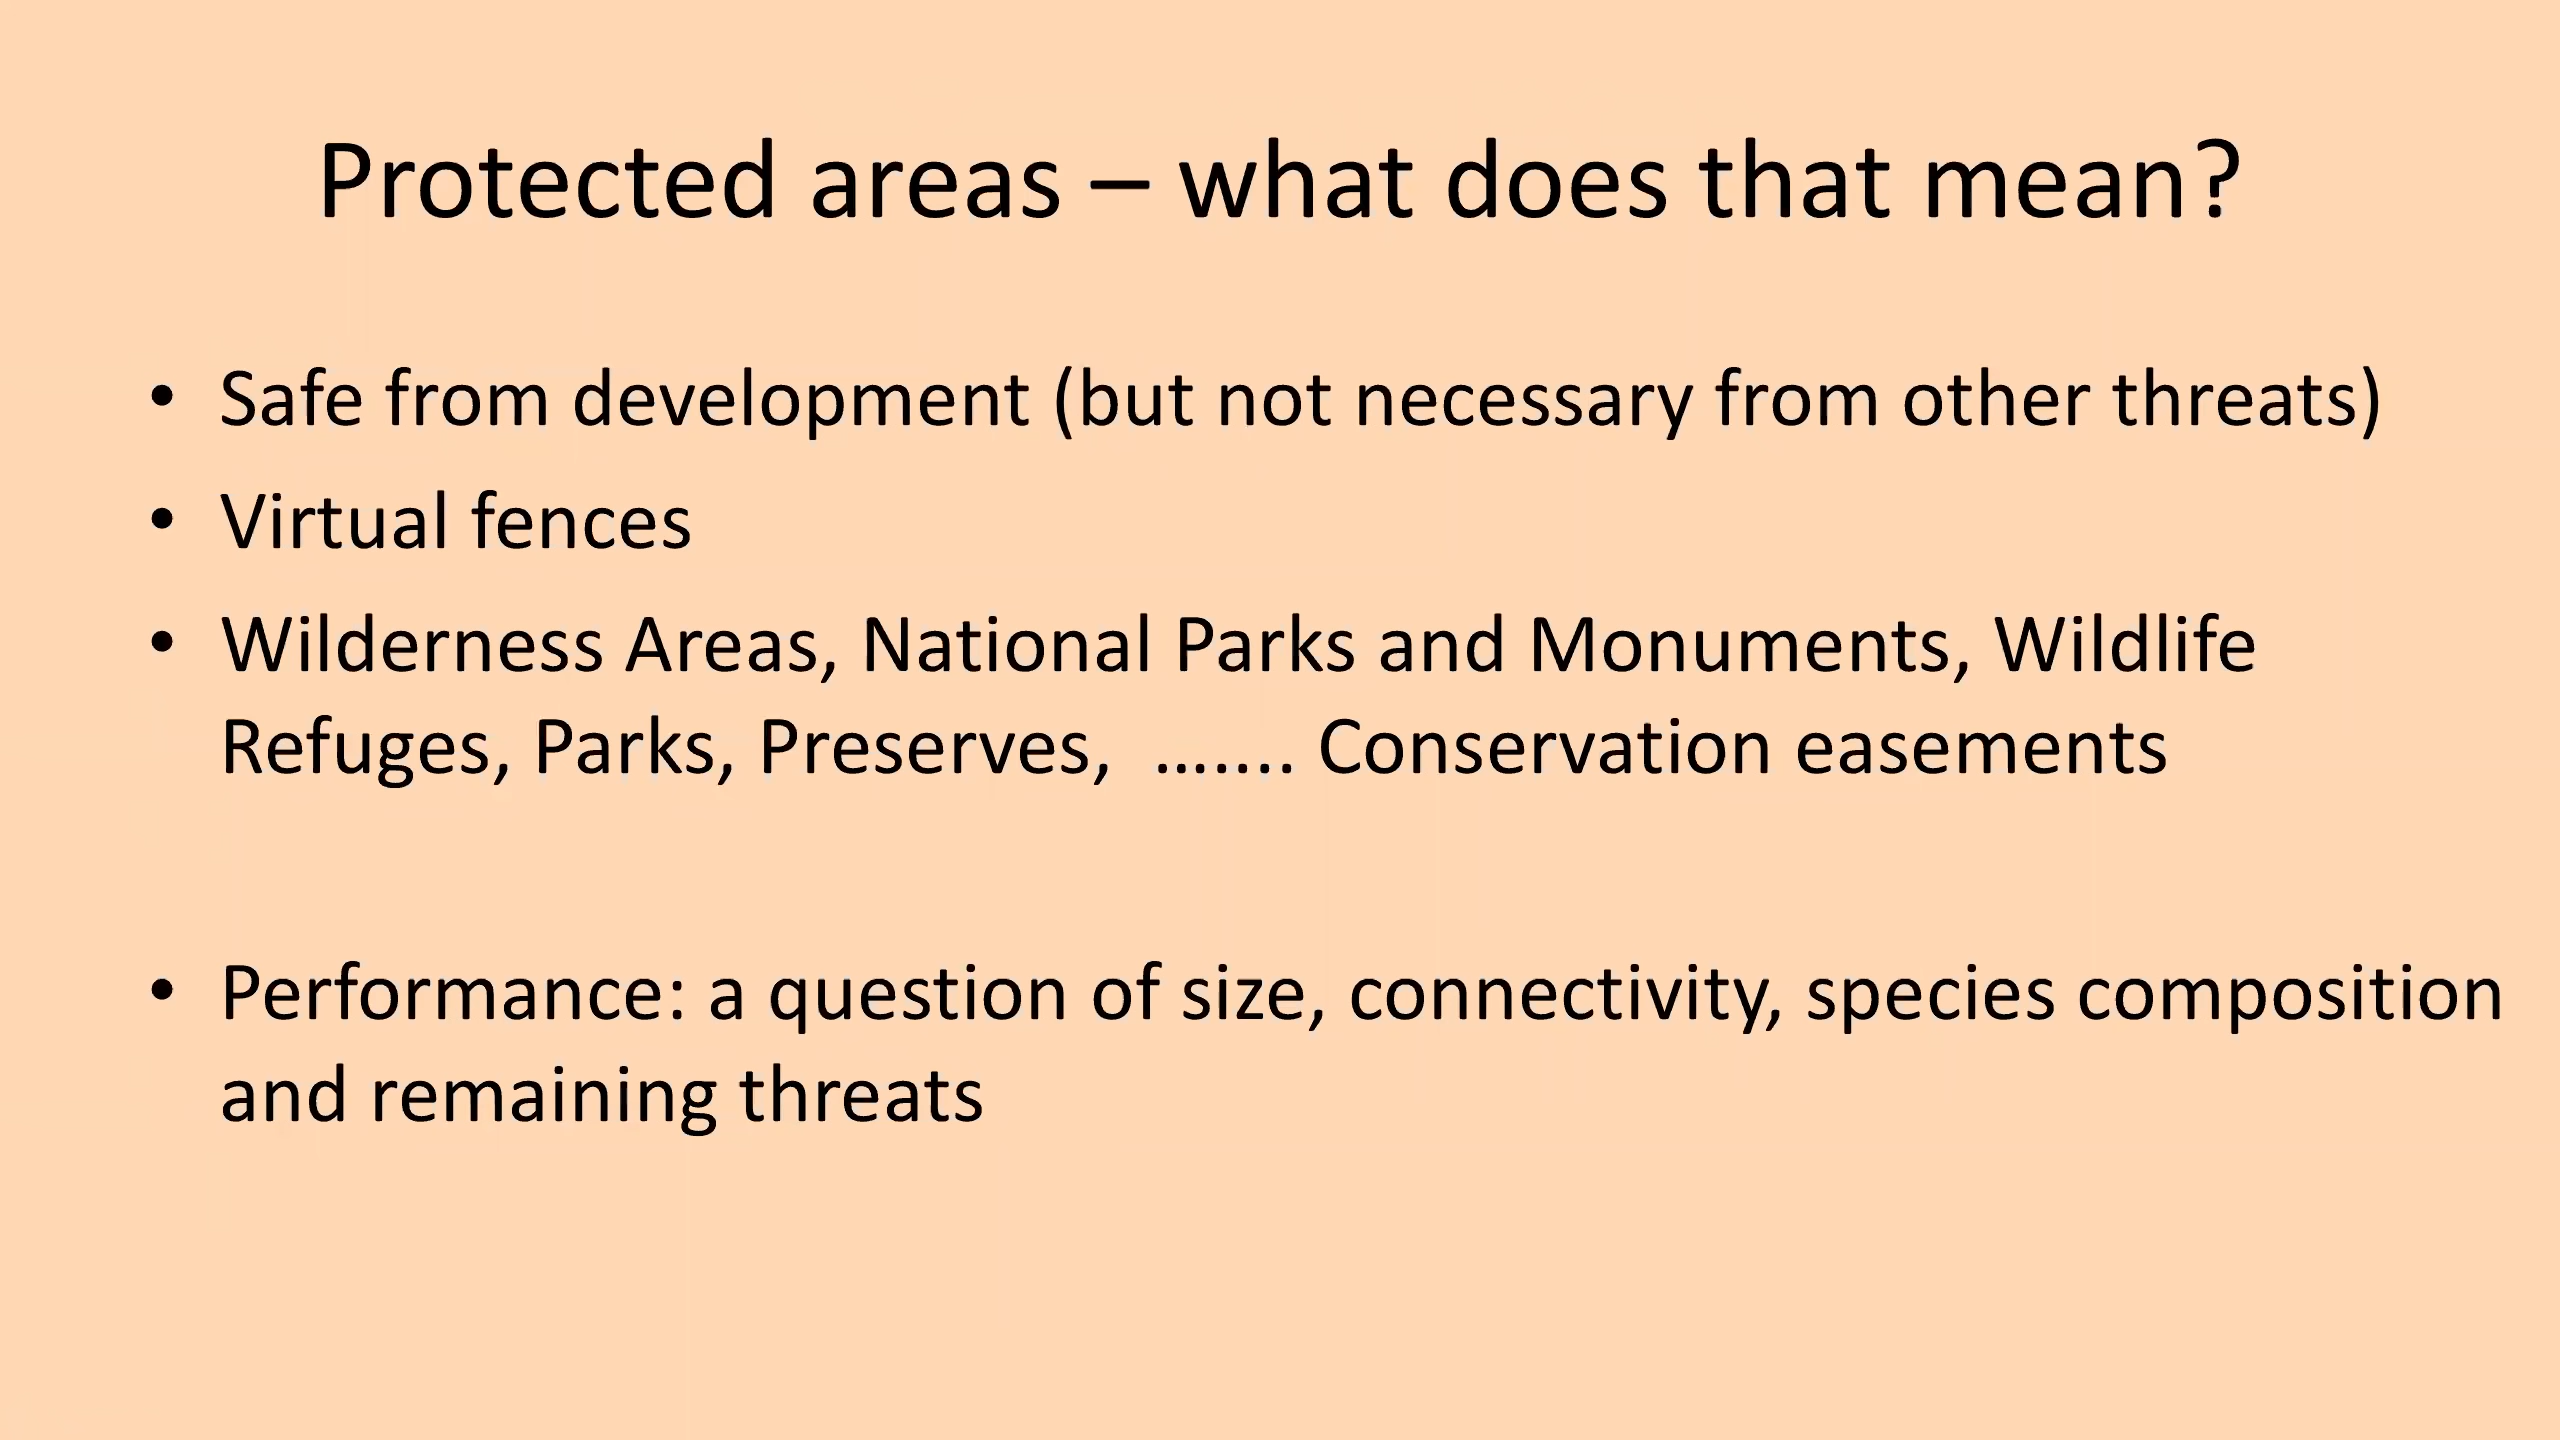 Protected areas – what does that mean?
• Safe from development (but not necessary from other threats)
• Virtual fences
• Wilderness Areas, National Parks and Monuments, Wildlife
Refuges, Parks, Preserves,  ….... Conservation easements
• Performance: a question of size, connectivity, species composition
and remaining threats